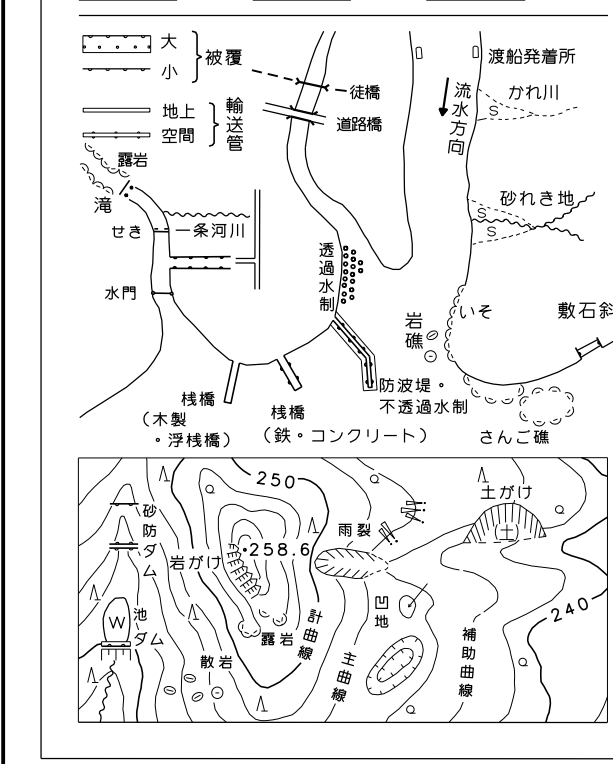 大
小
被覆
地上
空間
輸送管
露岩
滝
せき
一条河川
水門
徒橋
道路橋
流水方向
渡船発着所
かれ川
S
砂れき地
S
S
透過水制
岩礁
いそ
敷石斜
桟橋
（木製
・浮桟橋）
桟橋
（鉄・コンクリート）
防波堤・
不透過水制
さんご礁
250
砂防ダム
岩がけ
・258.6
雨裂
土がけ
土
W
池
ダム
露岩
散岩
計曲線
主曲線
凹地
補助曲線
240